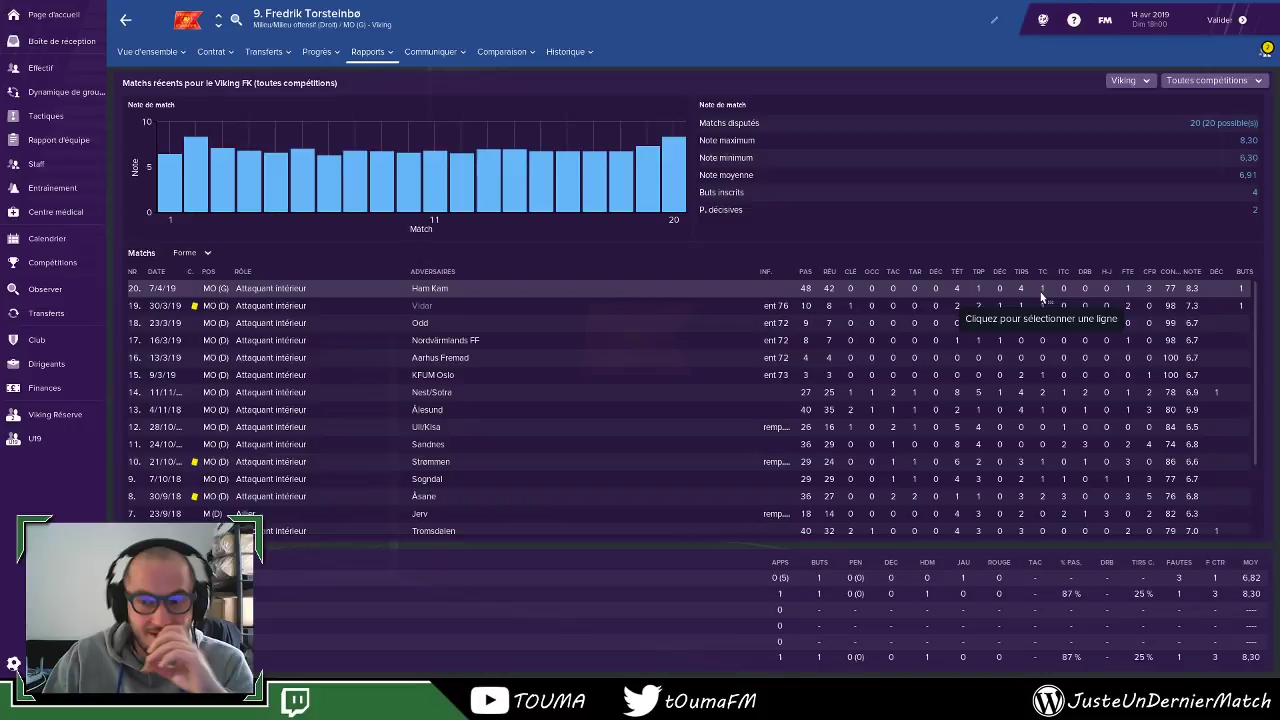 9. Fredrik Torsteinbø
Milieu/Milieu offensif (Droit) / MO (G) - Viking
FM
14 avr 2019
Dim 18h00
Valider
2
Page d'accueil
Boîte de réception
Effectif
Dynamique de grou...
Tactiques
Rapport d'équipe
Staff
Entraînement
Centre médical
Calendrier
Compétitions
Observer
Transferts
Club
Dirigeants
Finances
Viking Réserve
U19
Vue d'ensemble Contrat Transferts Progrès Rapports Communiquer Comparaison Historique
Matchs récents pour le Viking FK (toutes compétitions)
Viking Toutes compétitions
Note de match
10
5
0
Note
1 11 20
Match
Note de match
Matchs disputés 20 (20 possible(s))
Note maximum 8,30
Note minimum 6,30
Note moyenne 6,91
Buts inscrits 4
P. décisives 2
Matchs Forme
NR DATE C. POS RÔLE ADVERSAIRES INF. PAS RÉU CLÉ OCC TAC TAR DÉC TÊT TRP DÉC TIRS TC ITC DRB H-J FTE CFR CON... NOTE DÉC BUTS
20. 7/4/19 MO (G) Attaquant intérieur Ham Kam 48 42 0 0 0 0 0 4 1 0 4 1 0 0 0 1 3 77 8.3 1
19. 30/3/19 MO (D) Attaquant intérieur Vidar ent 76 10 8 1 0 0 0 0 2 2 1 1 1 0 0 0 2 0 98 7.3 1
18. 23/3/19 MO (D) Attaquant intérieur Odd ent 72 9 7 0 0 0 0 0 99 6.7
Cliquez pour sélectionner une ligne
17. 16/3/19 MO (D) Attaquant intérieur Nordvärmlands FF ent 72 8 7 0 0 0 0 0 1 1 1 0 0 0 0 0 1 0 98 6.7
16. 13/3/19 MO (D) Attaquant intérieur Aarhus Fremad ent 72 4 4 0 0 0 0 0 0 0 0 0 0 0 0 0 0 0 100 6.7
15. 9/3/19 MO (D) Attaquant intérieur KFUM Oslo ent 73 3 3 0 0 0 0 0 0 0 0 2 1 0 0 0 0 1 100 6.7
14. 11/11/... MO (D) Attaquant intérieur Nest/Sotra 27 25 1 1 2 1 0 8 5 1 4 2 1 2 0 1 1 78 6.9 1
13. 4/11/18 MO (D) Attaquant intérieur Ålesund 40 35 2 1 1 1 0 2 1 0 4 1 0 1 0 3 1 80 6.9
12. 28/10/... MO (D) Attaquant intérieur Ull/Kisa remp.... 26 16 1 0 2 1 0 5 4 0 0 0 1 0 0 0 0 84 6.5
11. 24/10/... MO (D) Attaquant intérieur Sandnes 36 29 0 0 1 1 0 8 4 0 1 0 2 3 0 2 4 74 6.8
10. 21/10/... MO (D) Attaquant intérieur Strømmen remp.... 29 24 0 0 1 1 0 6 2 0 3 1 0 1 0 3 0 86 6.6
9. 7/10/18 MO (D) Attaquant intérieur Sogndal 29 29 0 0 1 1 0 4 3 0 2 1 1 0 1 1 3 77 6.7
8. 30/9/18 MO (D) Attaquant intérieur Åsane 36 27 0 0 2 2 0 1 1 0 3 2 0 0 0 3 5 76 6.8
7. 23/9/18 M (D) Ailier Jerv remp.... 18 14 0 0 0 0 0 4 3 0 2 0 2 1 3 0 2 82 6.3
MO (D) Attaquant intérieur Tromsdalen 40 32 2 1 0 0 0 4 3 0 3 0 0 0 0 0 0 79 7.0 1
APPS BUTS PEN DEC HDM JAU ROUGE TAC % PAS. DRB TIRS C. FAUTES F CTR MOY
0 (5) 1 0 (0) 0 0 1 0 - - - - 3 1 6,82
1 1 0 (0) 0 1 0 0 - 87 % - 25 % 1 3 8,30
0 - - - - - - - - - - - - ----
0 - - - - - - - - - - - - ----
0 - - - - - - - - - - - - ----
1 1 0 (0) 0 1 0 0 - 87 % - 25 % 1 3 8,30
TOUMA t0umaFM JusteUnDernierMatch